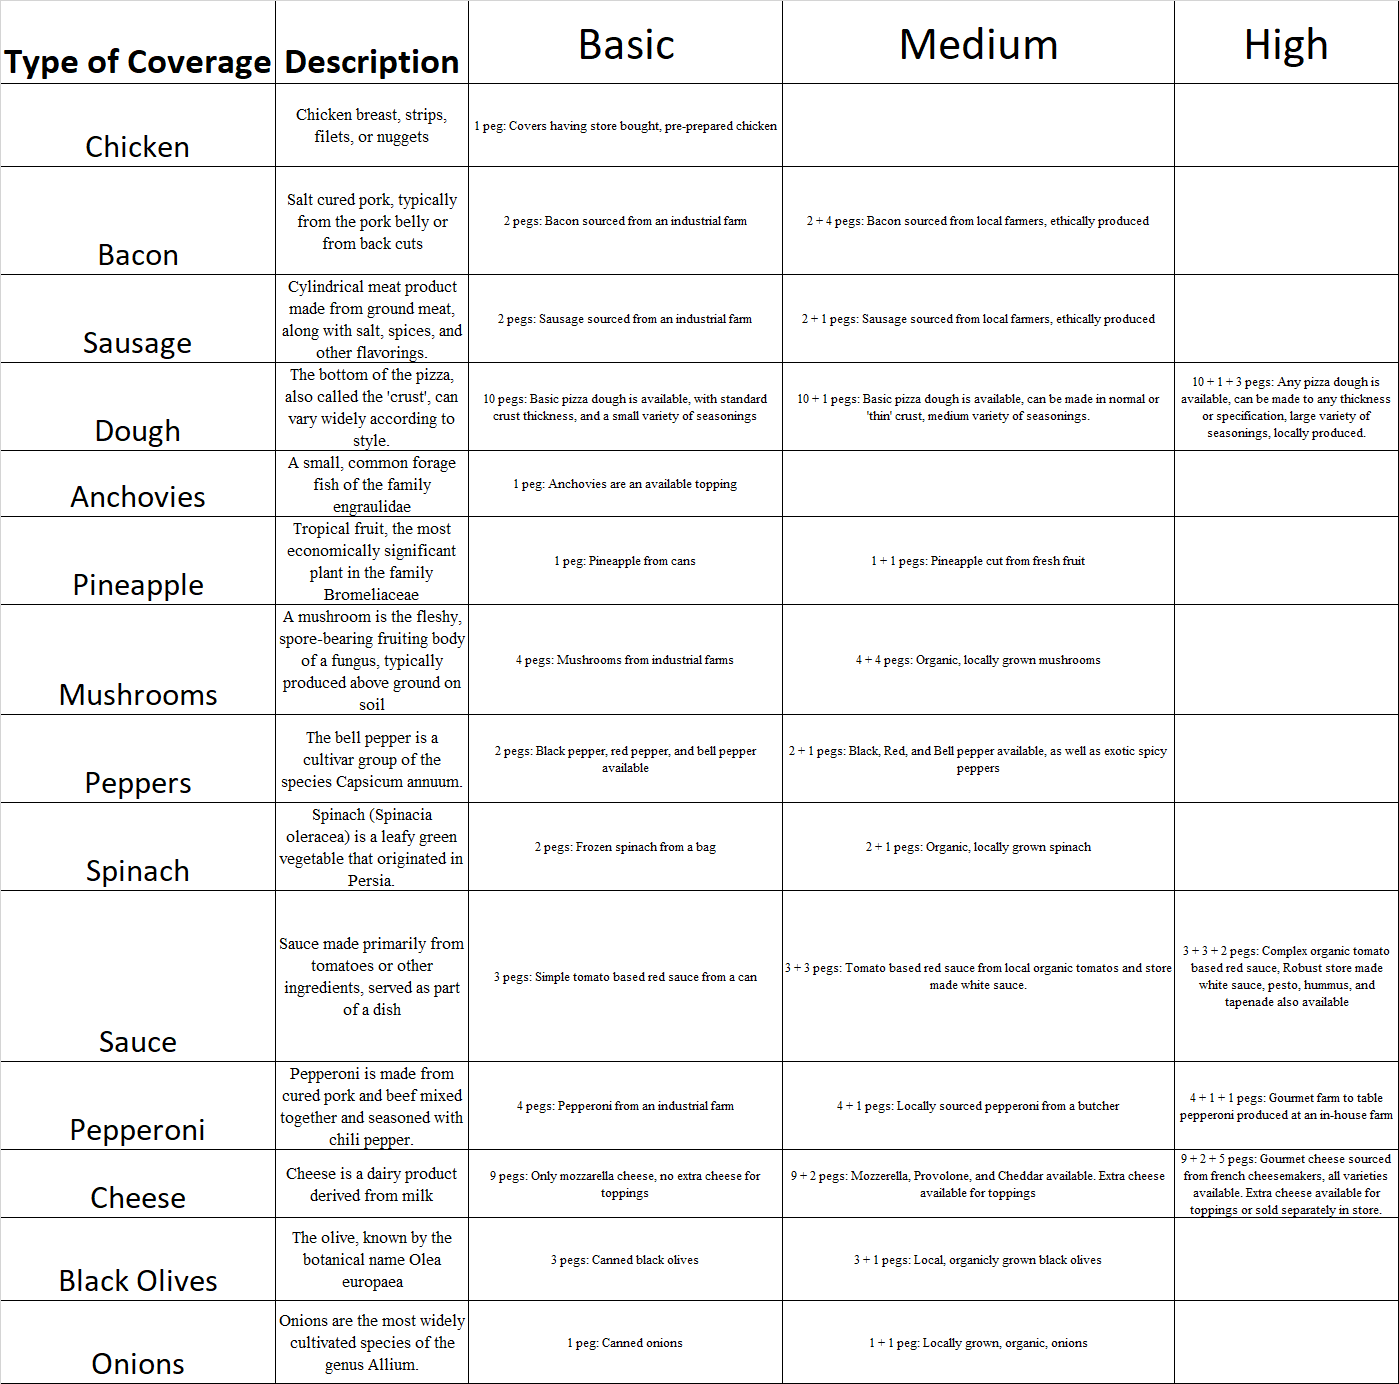 Type of Coverage
Description
Basic
Medium
High
Chicken
Chicken breast, strips,
filets, or nuggets
1 peg: Covers having store bought, pre-prepared chicken
Bacon
Salt cured pork, typically
from the pork belly or
from back cuts
2 pegs: Bacon sourced from an industrial farm
2 + 4 pegs: Bacon sourced from local farmers, ethically produced
Sausage
Cylindrical meat product
made from ground meat,
along with salt, spices, and
other flavorings.
2 pegs: Sausage sourced from an industrial farm
2 + 1 pegs: Sausage sourced from local farmers, ethically produced
Dough
The bottom of the pizza,
also called the 'crust', can
vary widely according to
style.
10 pegs: Basic pizza dough is available, with standard
crust thickness, and a small variety of seasonings
10 + 1 pegs: Basic pizza dough is available, can be made in normal or
'thin' crust, medium variety of seasonings.
10 + 1 + 3 pegs: Any pizza dough is
available, can be made to any thickness
or specification, large variety of
seasonings, locally produced.
Anchovies
A small, common forage
fish of the family
engraulidae
1 peg: Anchovies are an available topping
Pineapple
Tropical fruit, the most
economically significant
plant in the family
Bromeliaceae
1 peg: Pineapple from cans
1 + 1 pegs: Pineapple cut from fresh fruit
Mushrooms
A mushroom is the fleshy,
spore-bearing fruiting body
of a fungus, typically
produced above ground on
soil
4 pegs: Mushrooms from industrial farms
4 + 4 pegs: Organic, locally grown mushrooms
Peppers
The bell pepper is a
cultivar group of the
species Capsicum annuum.
2 pegs: Black pepper, red pepper, and bell pepper
available
2 + 1 pegs: Black, Red, and Bell pepper available, as well as exotic spicy
peppers
Spinach
Spinach (Spinacia
oleracea) is a leafy green
vegetable that originated in
Persia.
2 pegs: Frozen spinach from a bag
2 + 1 pegs: Organic, locally grown spinach
Sauce
Sauce made primarily from
tomatoes or other
ingredients, served as part
of a dish
3 pegs: Simple tomato based red sauce from a can
3 + 3 pegs: Tomato based red sauce from local organic tomatos and store
made white sauce.
3 + 3 + 2 pegs: Complex organic tomato
based red sauce, Robust store made
white sauce, pesto, hummus, and
tapenade also available
Pepperoni
Pepperoni is made from
cured pork and beef mixed
together and seasoned with
chili pepper.
4 pegs: Pepperoni from an industrial farm
4 + 1 pegs: Locally sourced pepperoni from a butcher
4 + 1 + 1 pegs: Gourmet farm to table
pepperoni produced at an in-house farm
Cheese
Cheese is a dairy product
derived from milk
9 pegs: Only mozzarella cheese, no extra cheese for
toppings
9 + 2 pegs: Mozzerella, Provolone, and Cheddar available. Extra cheese
available for toppings
9 + 2 + 5 pegs: Gourmet cheese sourced
from french cheesemakers, all varieties
available. Extra cheese available for
toppings or sold separately in store.
Black Olives
The olive, known by the
botanical name Olea
europaea
3 pegs: Canned black olives
3 + 1 pegs: Local, organicly grown black olives
Onions
Onions are the most widely
cultivated species of the
genus Allium.
1 peg: Canned onions
1 + 1 peg: Locally grown, organic, onions